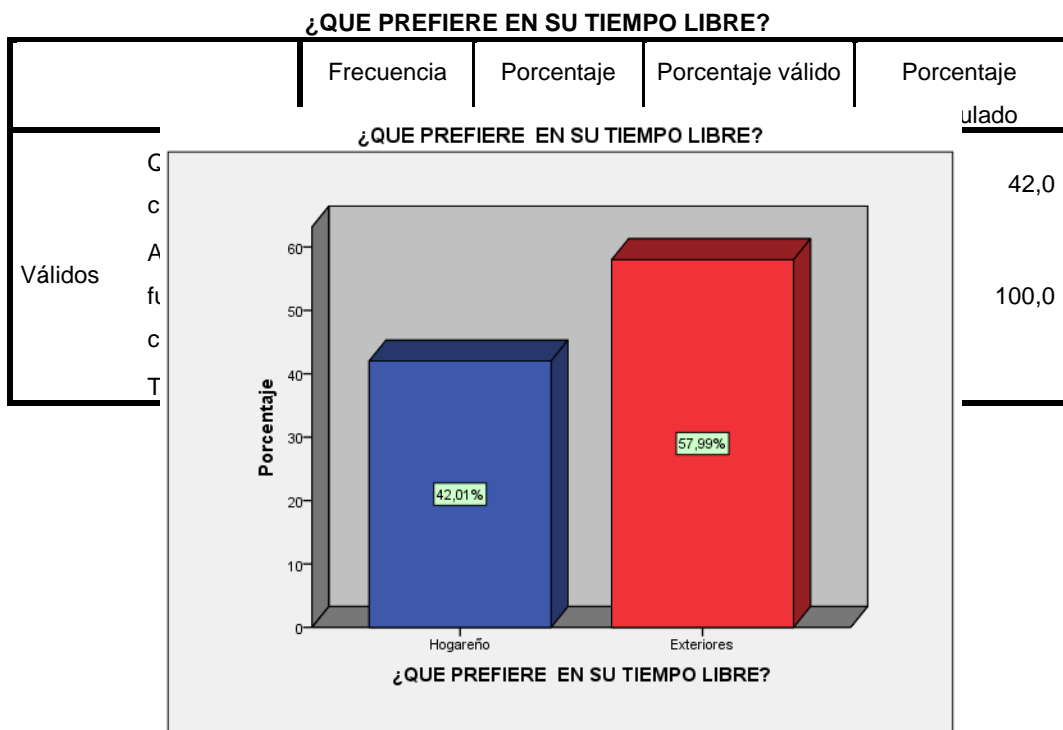 ¿QUE PREFIERE EN SU TIEMPO LIBRE?
Frecuencia Porcentaje Porcentaje válido Porcentaje
ulado
Válidos
Q
c
42,0
A
fu
c
100,0
T
¿QUE PREFIERE EN SU TIEMPO LIBRE?
Porcentaje
60
50
40
30
20
10
0
42,01%
57,99%
Hogareño Exteriores
¿QUE PREFIERE EN SU TIEMPO LIBRE?